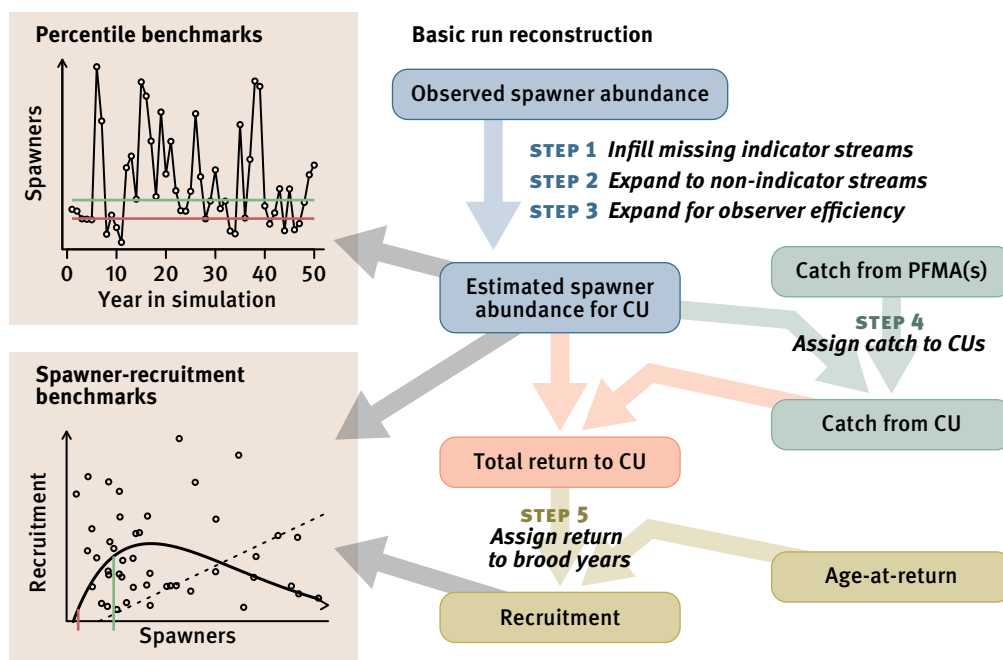 Percentile benchmarks
Spawners
0 10 20 30 40 50
Year in simulation
Spawner-recruitment
benchmarks
Recruitment
Spawners
Basic run reconstruction
Observed spawner abundance
STEP 1 Infill missing indicator streams
STEP 2 Expand to non-indicator streams
STEP 3 Expand for observer efficiency
Estimated spawner
abundance for CU
Catch from PFMA(s)
STEP 4
Assign catch to CUs
Catch from CU
Total return to CU
STEP 5
Assign return
to brood years
Age-at-return
Recruitment